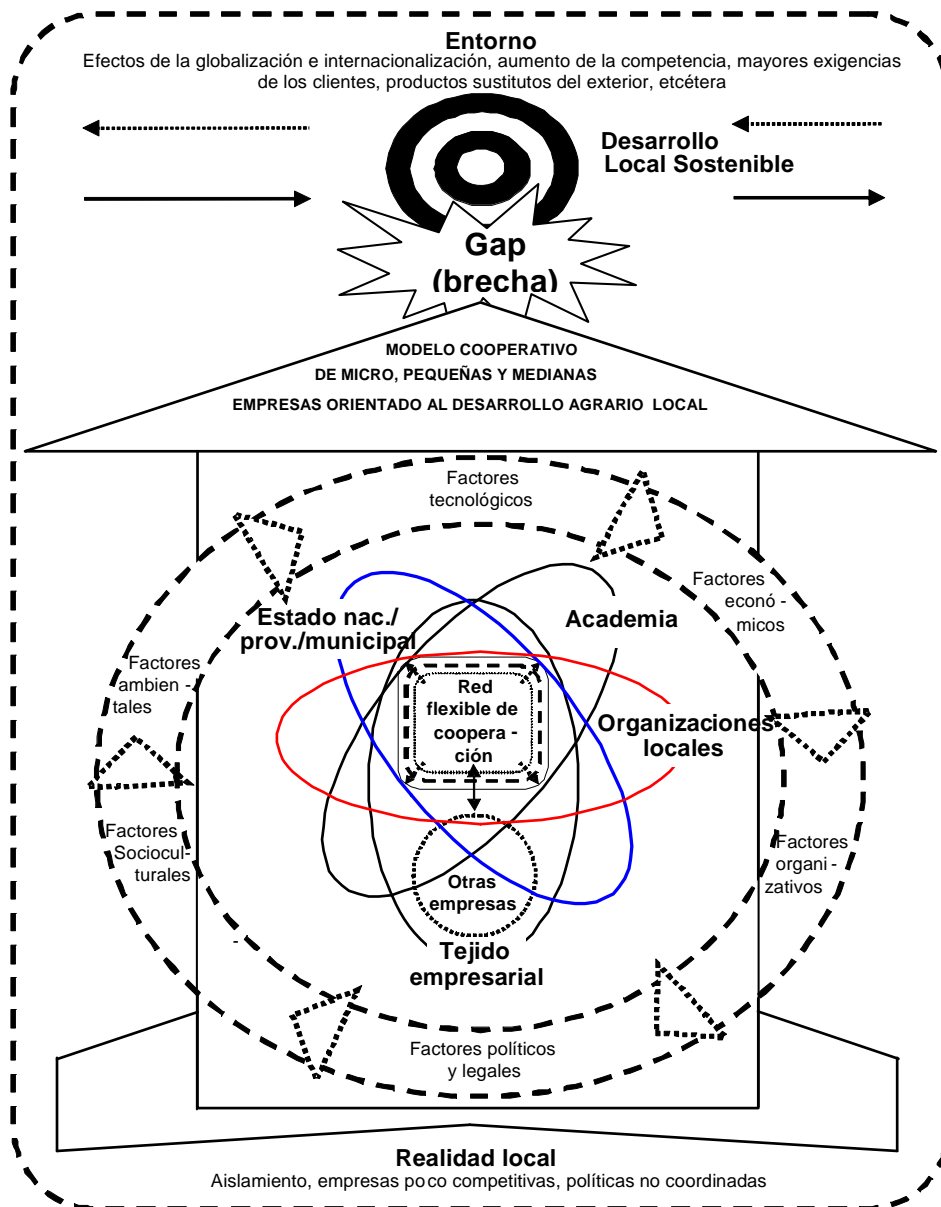 Entorno
Efectos de la globalización e internacionalización, aumento de la competencia, mayores exigencias
de los clientes, productos sustitutos del exterior, etcétera
Desarrollo
Local Sostenible
Gap
(brecha)
MODELO COOPERATIVO
DE MICRO, PEQUEÑAS Y MEDIANAS
EMPRESAS ORIENTADO AL DESARROLLO AGRARIO LOCAL
Factores
tecnológicos
Factores
econó -
micos
Estado nac./
prov./municipal
Academia
Factores
ambien -
tales
Red
flexible de
coopera -
ción
Organizaciones
locales
Factores
Sociocul-
turales
Factores
organi -
zativos
Otras
empresas
-
Tejido
empresarial
Factores políticos
y legales
Realidad local
Aislamiento, empresas poco competitivas, políticas no coordinadas